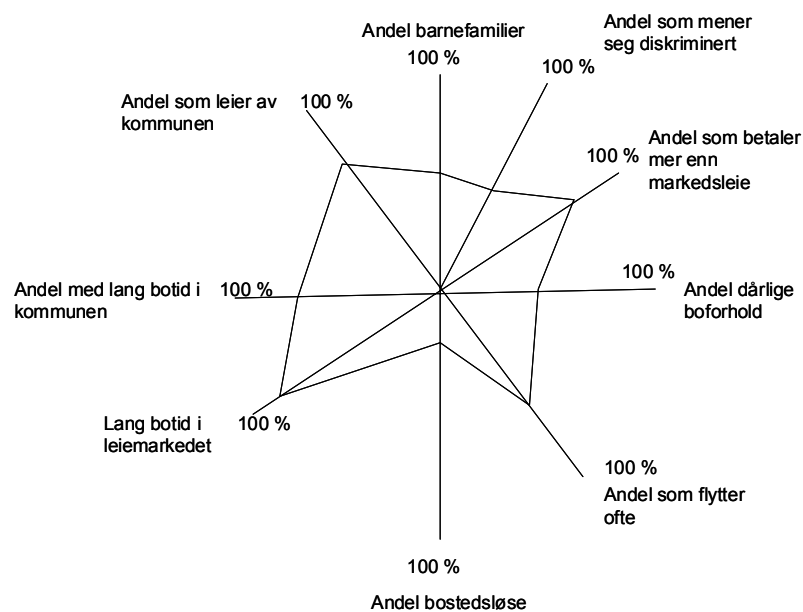 Andel barnefamilier
100 %
Andel som mener
seg diskriminert
100 %
Andel som betaler
mer enn
markedsleie
100 %
100 %
Andel dårlige
boforhold
100 %
Andel som flytter
ofte
100 %
Andel bostedsløse
Lang botid i
leiemarkedet
100 %
Andel med lang botid i
kommunen
100 %
Andel som leier av
kommunen
100 %